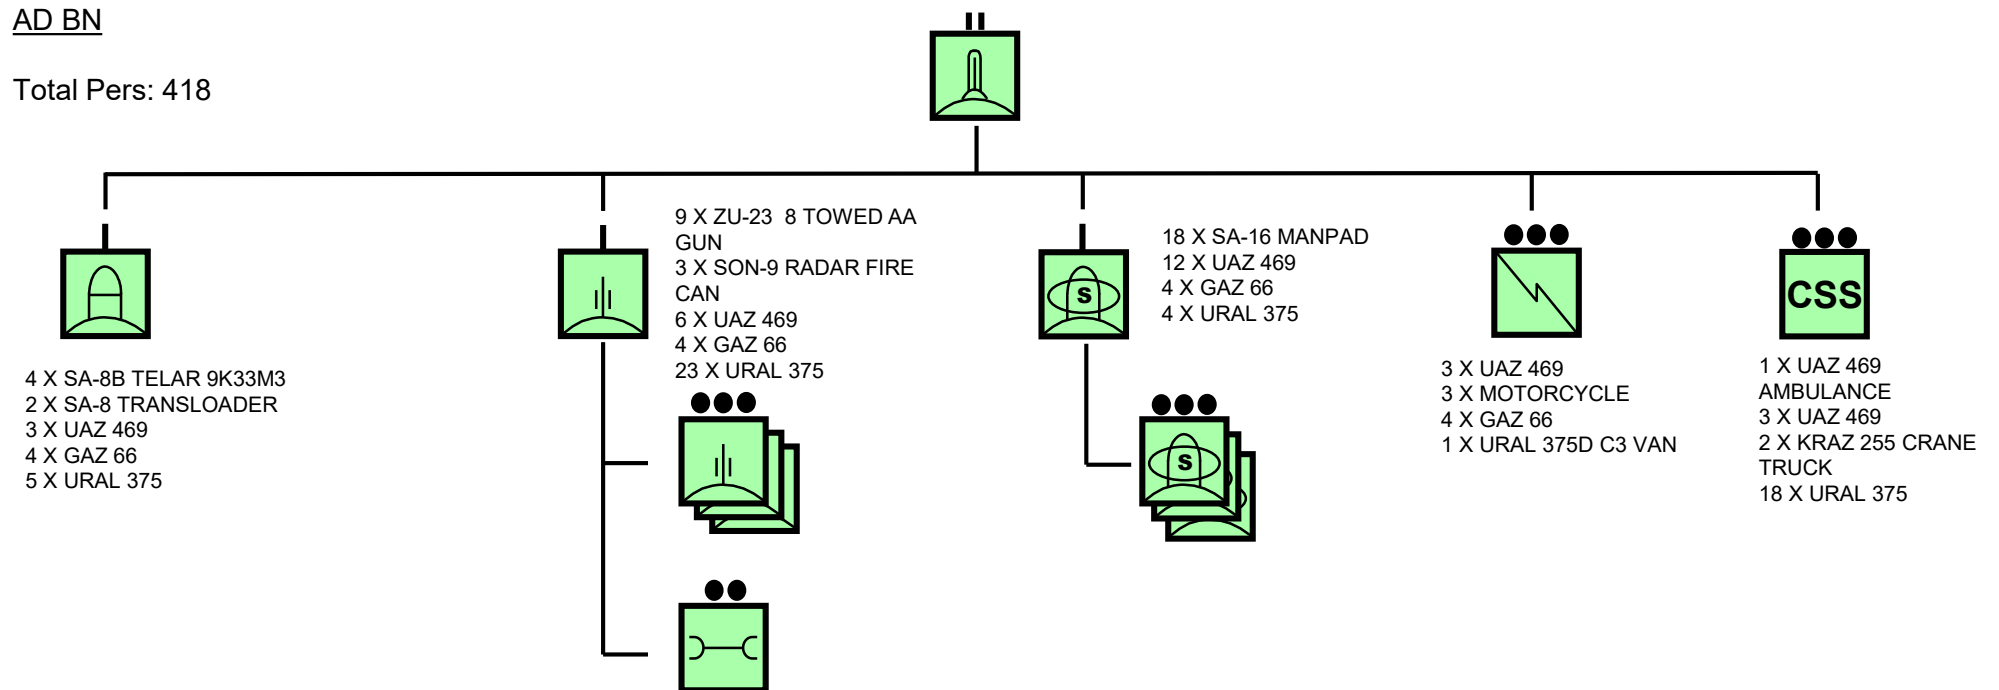 AD BN
Total Pers: 418
9 X ZU-23  8 TOWED AA
GUN
3 X SON-9 RADAR FIRE
CAN
6 X UAZ 469
4 X GAZ 66
23 X URAL 375
18 X SA-16 MANPAD
12 X UAZ 469
4 X GAZ 66
4 X URAL 375
S
S
CSS
4 X SA-8B TELAR 9K33M3
2 X SA-8 TRANSLOADER
3 X UAZ 469
4 X GAZ 66
5 X URAL 375
3 X UAZ 469
3 X MOTORCYCLE
4 X GAZ 66
1 X URAL 375D C3 VAN
1 X UAZ 469
AMBULANCE
3 X UAZ 469
2 X KRAZ 255 CRANE
TRUCK
18 X URAL 375